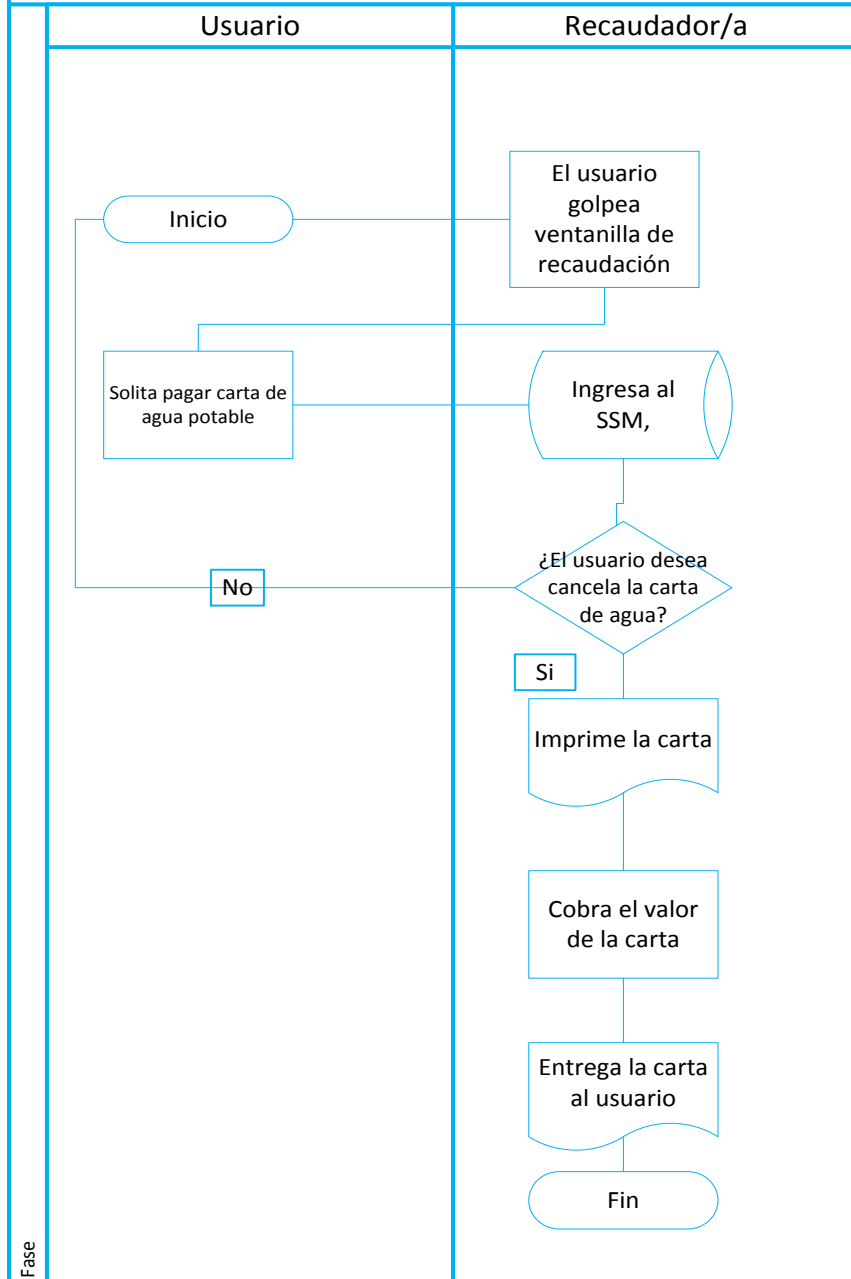 Usuario
Recaudador/a
Inicio
El usuario
golpea
ventanilla de
recaudación
Solita pagar carta de
agua potable
Ingresa al
SSM,
¿El usuario desea
cancela la carta
de agua?
No
Si
Imprime la carta
Cobra el valor
de la carta
Entrega la carta
al usuario
Fin
Fase